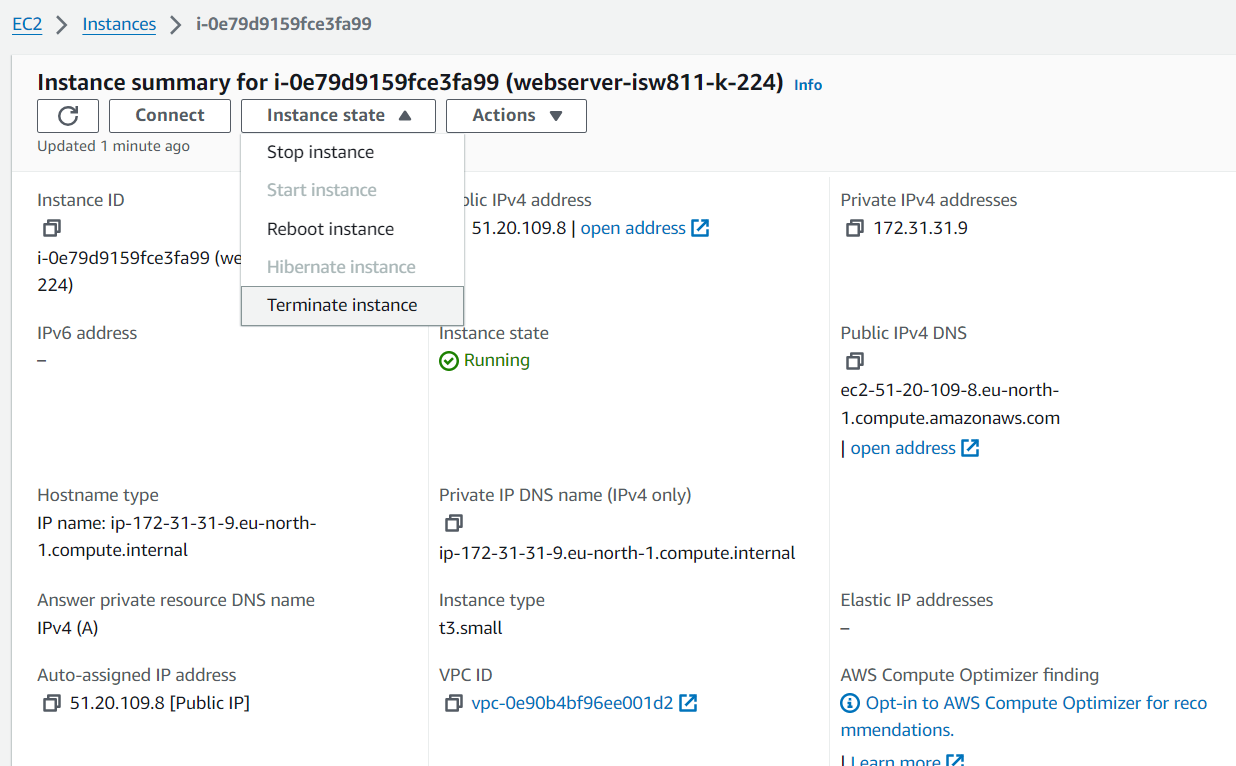 EC2 > Instances > i-0e79d9159fce3fa99
Instance summary for i-0e79d9159fce3fa99 (webserver-isw811-k-224) Info
Connect
Instance state
Actions
Updated 1 minute ago
Stop instance
Start instance
Reboot instance
Hibernate instance
Terminate instance
Instance ID
i-0e79d9159fce3fa99 (we
224)
blic IPv4 address
51.20.109.8 | open address
Private IPv4 addresses
172.31.31.9
IPv6 address
–
Instance state
Running
Public IPv4 DNS
ec2-51-20-109-8.eu-north-
1.compute.amazonaws.com
| open address
Hostname type
IP name: ip-172-31-31-9.eu-north-
1.compute.internal
Private IP DNS name (IPv4 only)
ip-172-31-31-9.eu-north-1.compute.internal
Answer private resource DNS name
IPv4 (A)
Instance type
t3.small
Elastic IP addresses
–
Auto-assigned IP address
51.20.109.8 [Public IP]
VPC ID
vpc-0e90b4bf96ee001d2
AWS Compute Optimizer finding
Opt-in to AWS Compute Optimizer for reco
mmendations.
| Learn more